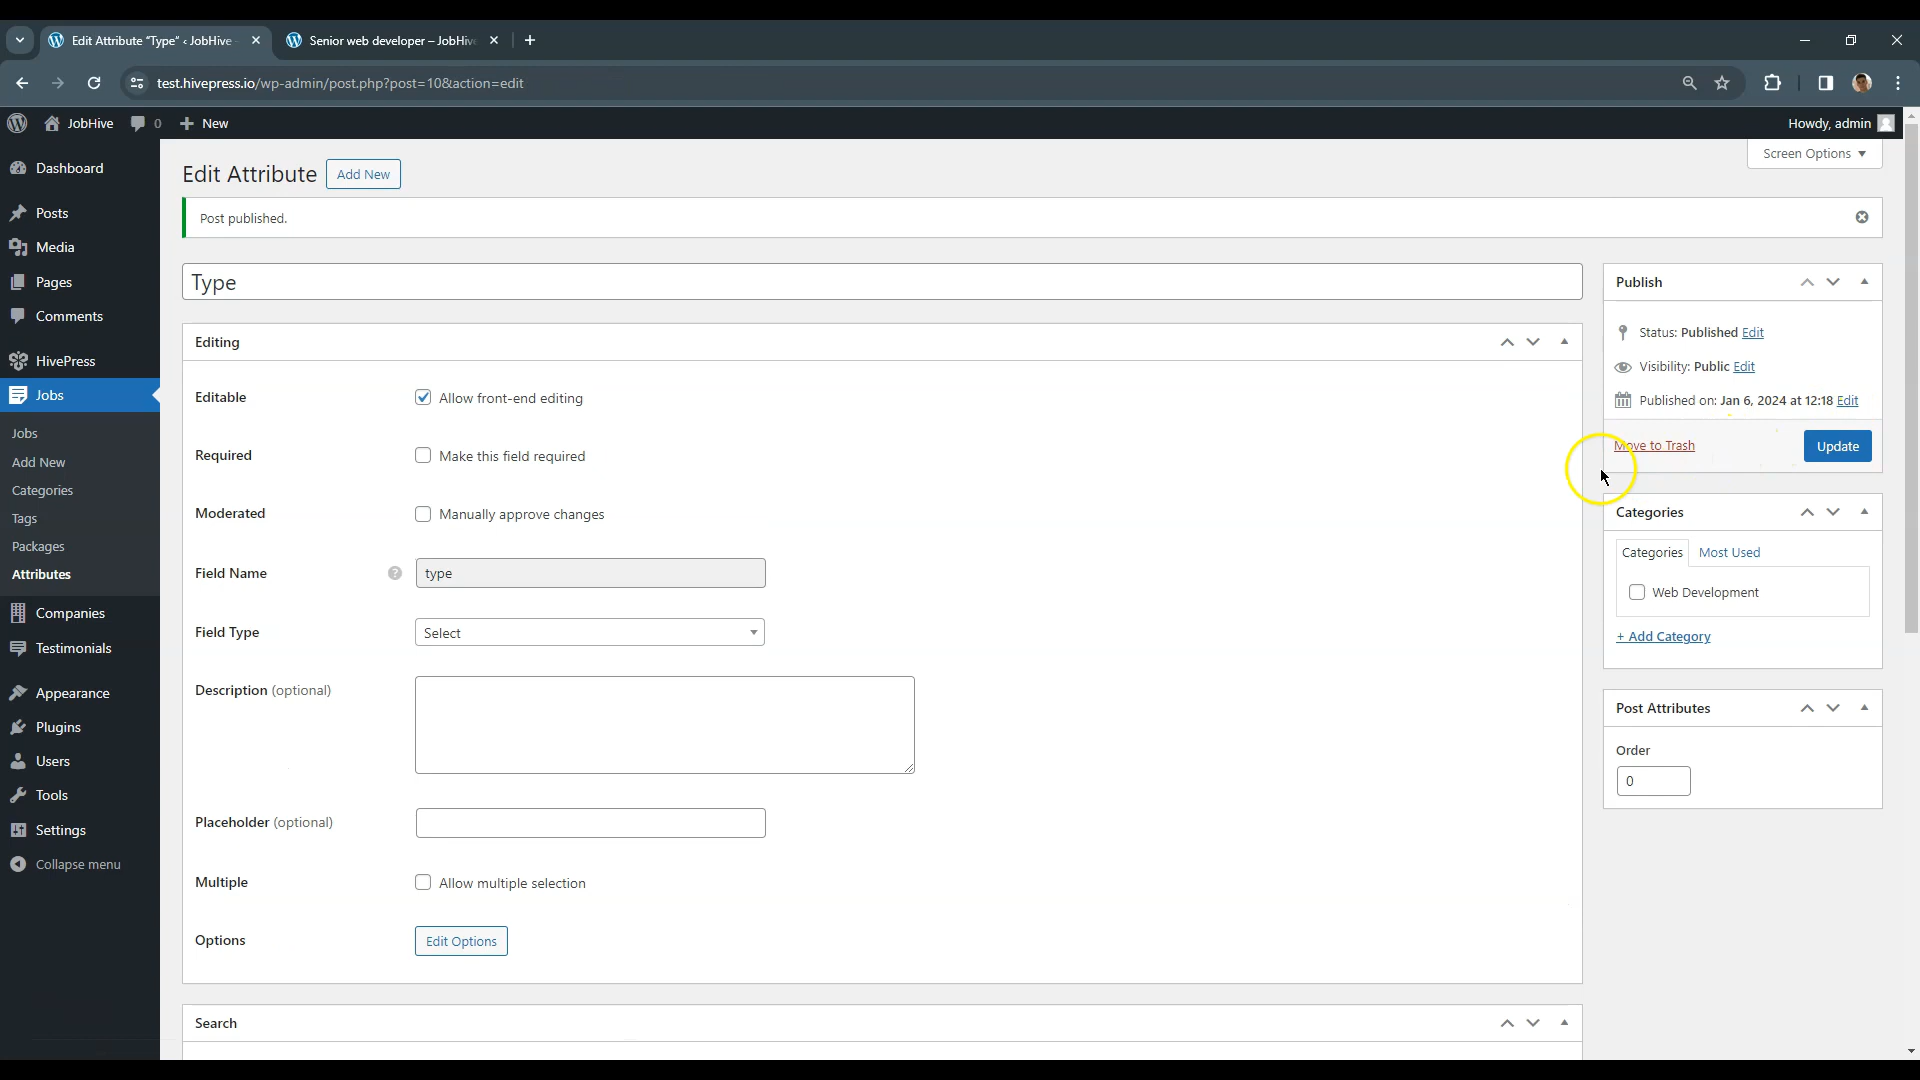 Edit Attribute “Type” ‹ JobHive
Senior web developer – JobHiv
test.hivepress.io/wp-admin/post.php?post=10&action=edit
JobHive
0
New
Howdy, admin
Screen Options
Dashboard
Posts
Media
Pages
Comments
HivePress
Jobs
Jobs
Add New
Categories
Tags
Packages
Attributes
Companies
Testimonials
Appearance
Plugins
Users
Tools
Settings
Collapse menu
Edit Attribute
Add New
Post published.
Type
Editing
Editable
Allow front-end editing
Required
Make this field required
Moderated
Manually approve changes
Field Name
?
type
Field Type
Select
Description (optional)
Placeholder (optional)
Multiple
Allow multiple selection
Options
Edit Options
Search
Publish
Status: Published Edit
Visibility: Public Edit
Published on: Jan 6, 2024 at 12:18 Edit
Move to Trash
Update
Categories
Categories
Most Used
Web Development
+ Add Category
Post Attributes
Order
0